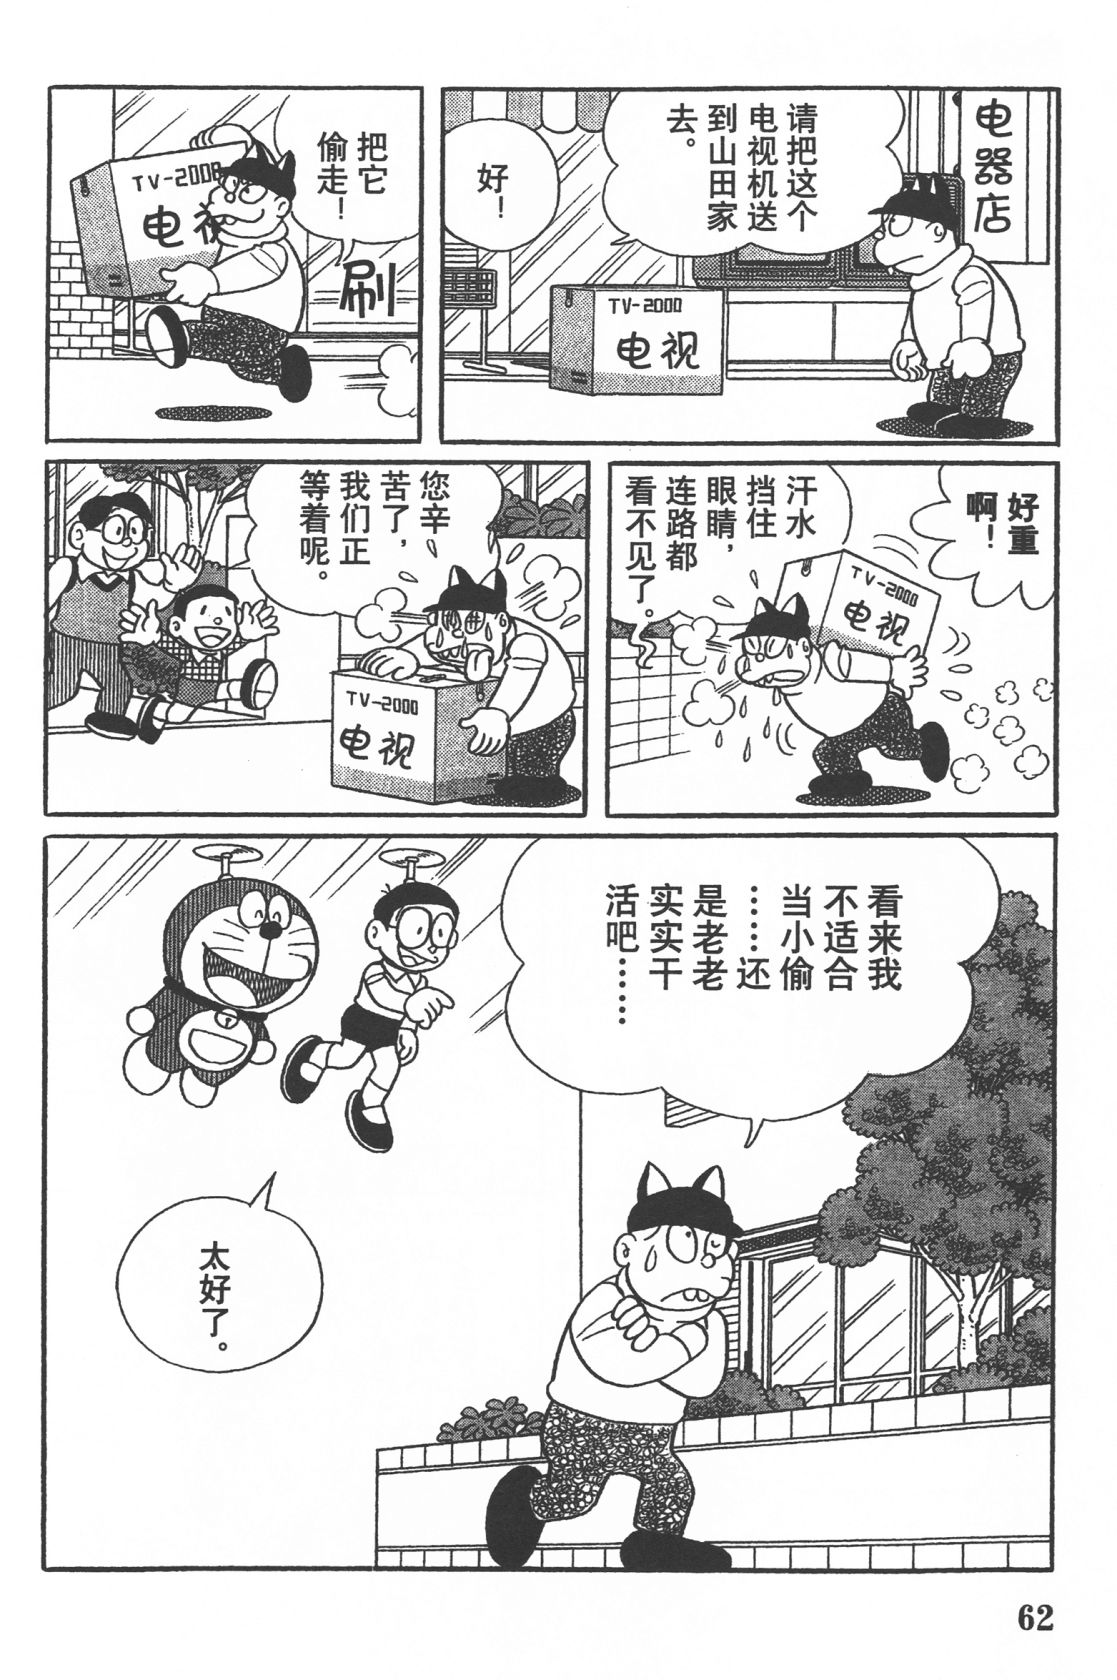 请把这个
电视机送
到山田家
去。
好！
电器店
TV-2000
电视
把它
偷走！
刷
TV-2000
电视
好重
啊！
汗水
挡住
眼睛，
连路都
看不见了。
TV-2000
电视
您辛
苦了，
我们正
等着呢。
TV-2000
电视
看来我
不适合
当小偷
……还
是老老
实实干
活吧……
太好了。
62